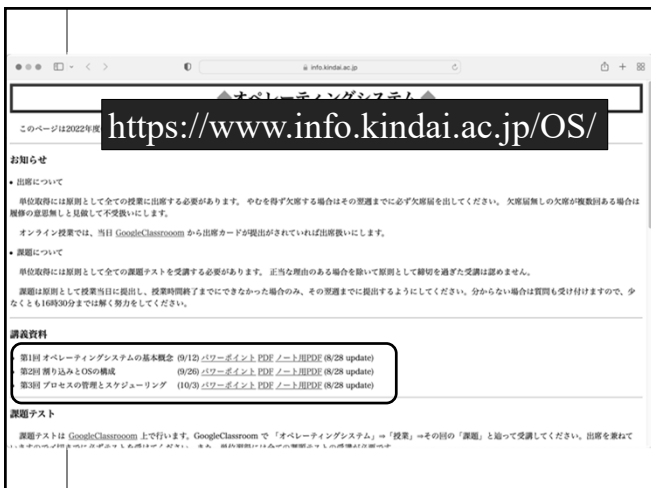 info.kindai.ac.jp
◆オペレーティングシステム◆
https://www.info.kindai.ac.jp/OS/
このページは2022年度
お知らせ
• 出席について
単位取得には原則として全ての授業に出席する必要があります。 やむを得ず欠席する場合はその翌週までに必ず欠席届を出してください。 欠席届無しの欠席が複数回ある場合は
履修の意思無しと見做して不受扱いにします。
オンライン授業では、当日 GoogleClassrooom から出席カードが提出がされていれば出席扱いにします。
• 課題について
単位取得には原則として全ての課題テストを受講する必要があります。 正当な理由のある場合を除いて原則として締切を過ぎた受講は認めません。
課題は原則として授業当日に提出し、授業時間終了までにできなかった場合のみ、その翌週までに提出するようにしてください。分からない場合は質問も受け付けますので、少
なくとも16時30分までは解く努力をしてください。
講義資料
第1回 オペレーティングシステムの基本概念 (9/12) パワーポイント PDF ノート用PDF (8/28 update)
第2回 割り込みとOSの構成 (9/26) パワーポイント PDF ノート用PDF (8/28 update)
第3回 プロセスの管理とスケジューリング (10/3) パワーポイント PDF ノート用PDF (8/28 update)
課題テスト
課題テストは GoogleClassrooom 上で行います。GoogleClassroom で 「オペレーティングシステム」⇒「授業」⇒その回の「課題」と辿って受講してください。出席を兼ねて